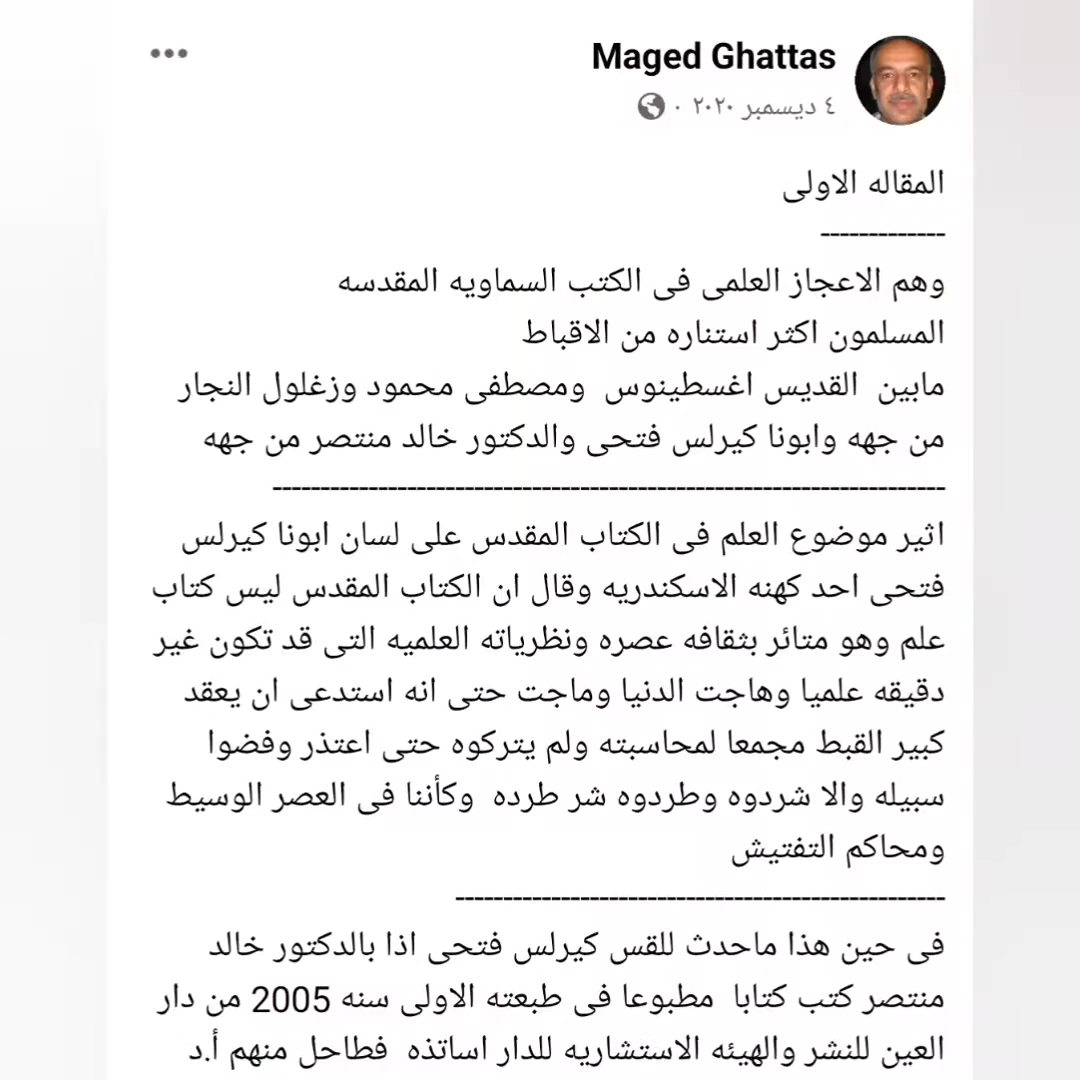 Maged Ghattas
٤ ديسمبر ٢٠٢٠ ·
المقاله الاولى
-------------
وهم الاعجاز العلمى فى الكتب السماويه المقدسه
المسلمون اكثر استناره من الاقباط
مابين القديس اغسطينوس ومصطفى محمود وزغلول النجار
من جهه وابونا كيرلس فتحى والدكتور خالد منتصر من جهه
----------------------------------------------------------------------
اثير موضوع العلم فى الكتاب المقدس على لسان ابونا كيرلس
فتحى احد كهنه الاسكندريه وقال ان الكتاب المقدس ليس كتاب
علم وهو متائر بثقافه عصره ونظرياته العلميه التى قد تكون غير
دقيقه علميا وهاجت الدنيا وماجت حتى انه استدعى ان يعقد
كبير القبط مجمعا لمحاسبته ولم يتركوه حتى اعتذر وفضوا
سبيله والا شردوه وطردوه شر طرده وكأننا فى العصر الوسيط
ومحاكم التفتيش
---------------------------------------------------
فى حين هذا ماحدث للقس كيرلس فتحى اذا بالدكتور خالد
منتصر كتب كتابا مطبوعا فى طبعته الاولى سنه 2005 من دار
العين للنشر والهيئه الاستشاريه للدار اساتذه فطاحل منهم أ.د